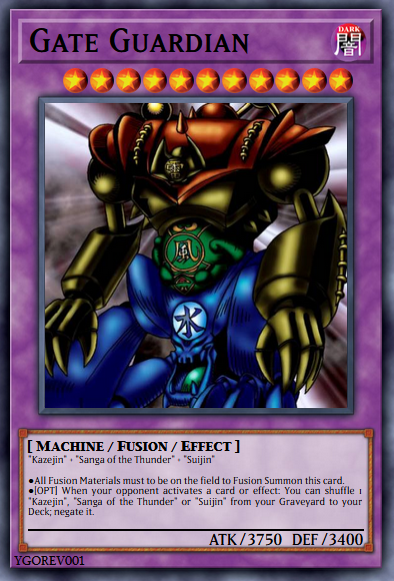 Gate Guardian
DARK
闇
風
水
[ Machine / Fusion / Effect ]
"Kazejin" - "Sanga of the Thunder" - "Suijin"
●All Fusion Materials must to be on the field to Fusion Summon this card.
●[OPT] When your opponent activates a card or effect: You can shuffle 1
"Kazejin", "Sanga of the Thunder" or "Suijin" from your Graveyard to your
Deck; negate it.
ATK / 3750 DEF / 3400
YGOREV001